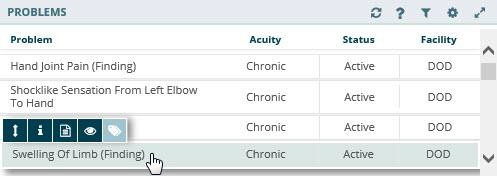 PROBLEMS
Problem Acuity Status Facility
Hand Joint Pain (Finding) Chronic Active DOD
Shocklike Sensation From Left Elbow
To Hand Chronic Active DOD
Chronic Active DOD
Swelling Of Limb (Finding) Chronic Active DOD